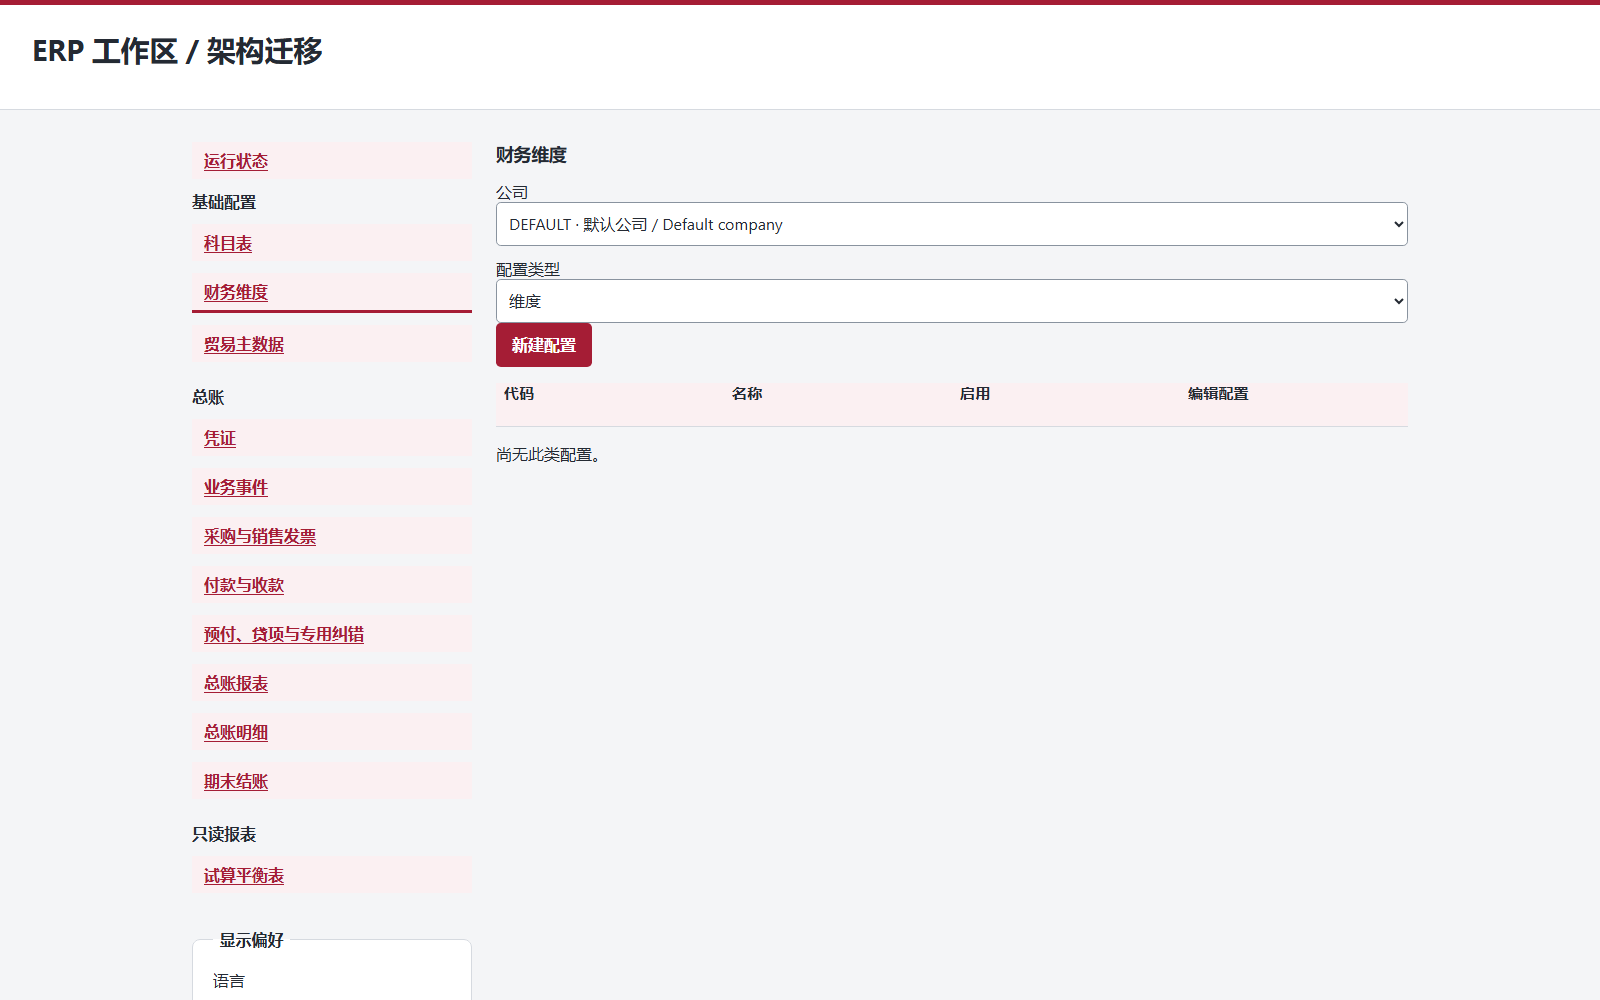 ERP 工作区 / 架构迁移
运行状态
基础配置
科目表
财务维度
贸易主数据
总账
凭证
业务事件
采购与销售发票
付款与收款
预付、贷项与专用纠错
总账报表
总账明细
期末结账
只读报表
试算平衡表
显示偏好
语言
财务维度
公司
DEFAULT · 默认公司 / Default company
配置类型
维度
新建配置
代码 名称 启用 编辑配置
尚无此类配置。